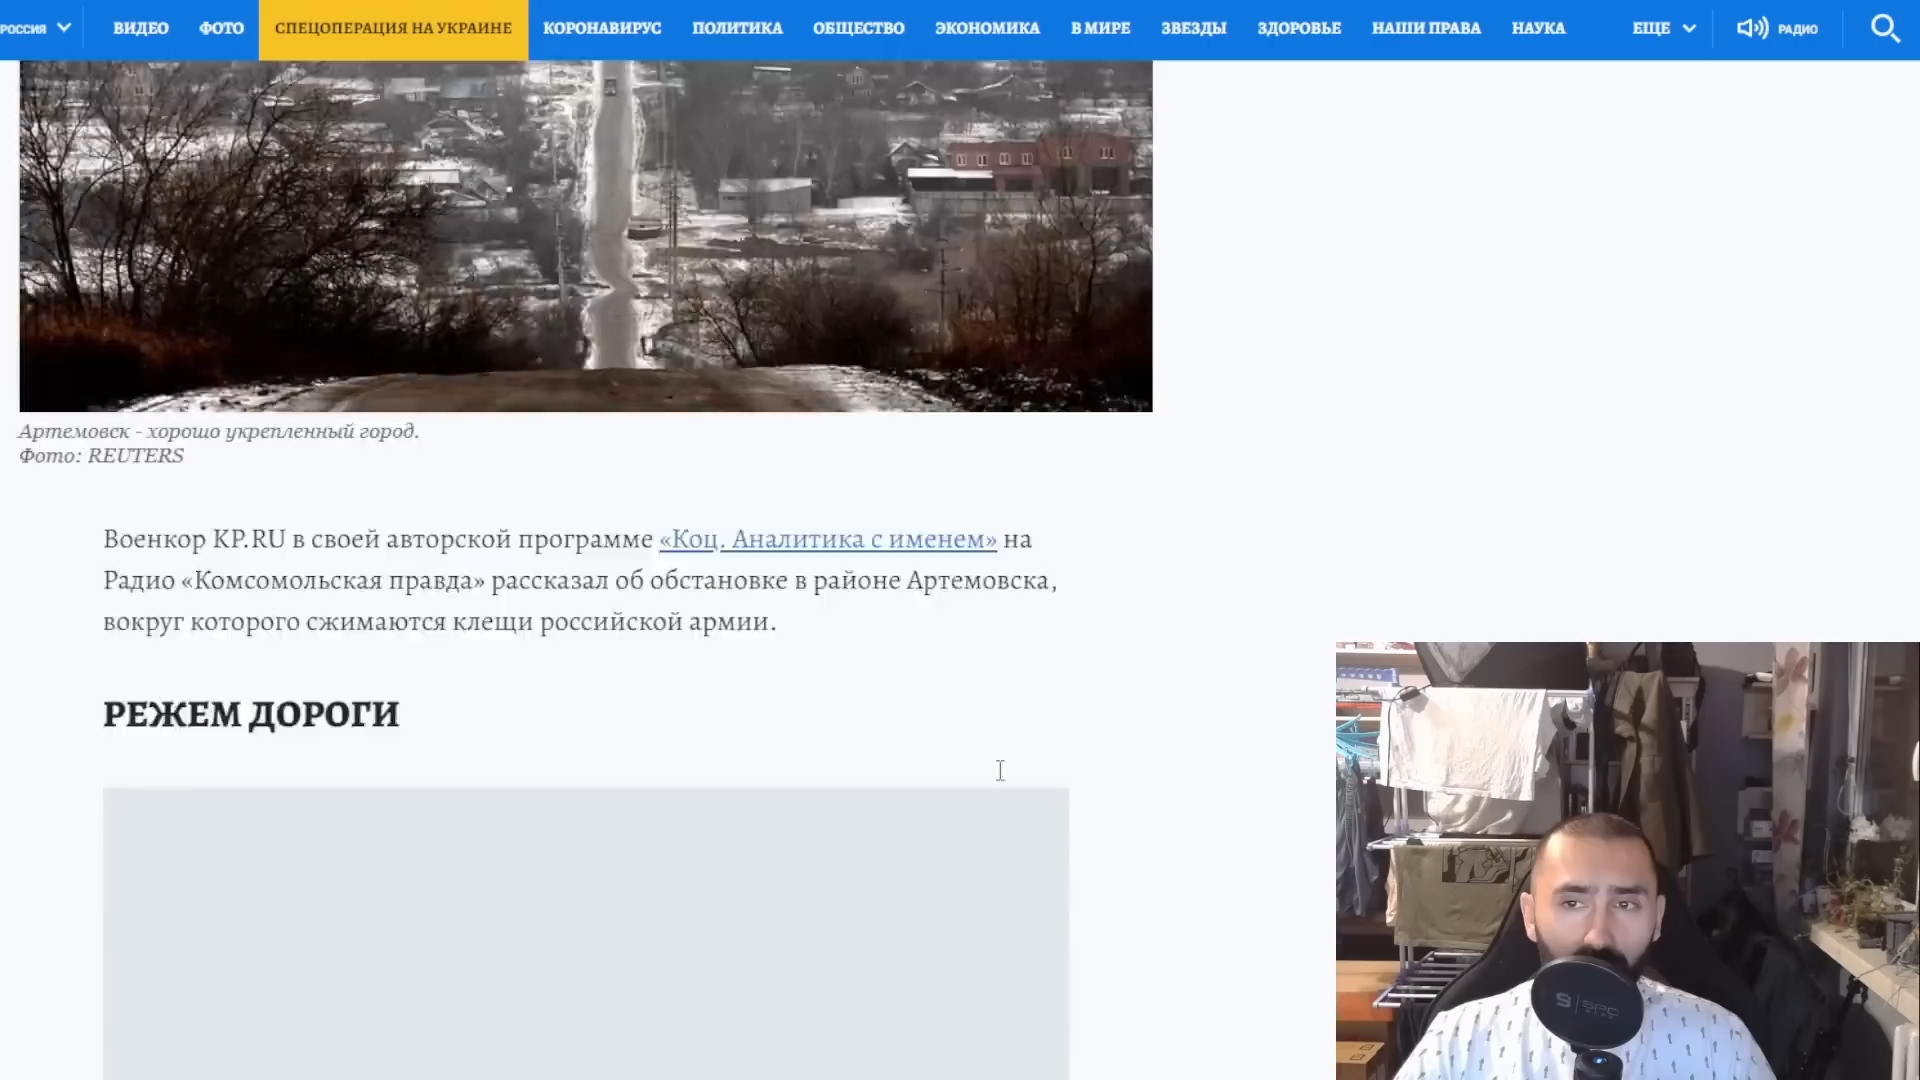 РОССИЯ ВИДЕО ФОТО СПЕЦОПЕРАЦИЯ НА УКРАИНЕ КОРОНАВИРУС ПОЛИТИКА ОБЩЕСТВО ЭКОНОМИКА В МИРЕ ЗВЕЗДЫ ЗДОРОВЬЕ НАШИ ПРАВА НАУКА ЕЩЕ РАДИО
Артемовск - хорошо укрепленный город.
Фото: REUTERS
Военкор KP.RU в своей авторской программе «Коц. Аналитика с именем» на
Радио «Комсомольская правда» рассказал об обстановке в районе Артемовска,
вокруг которого сжимаются клещи российской армии.
РЕЖЕМ ДОРОГИ
SPC